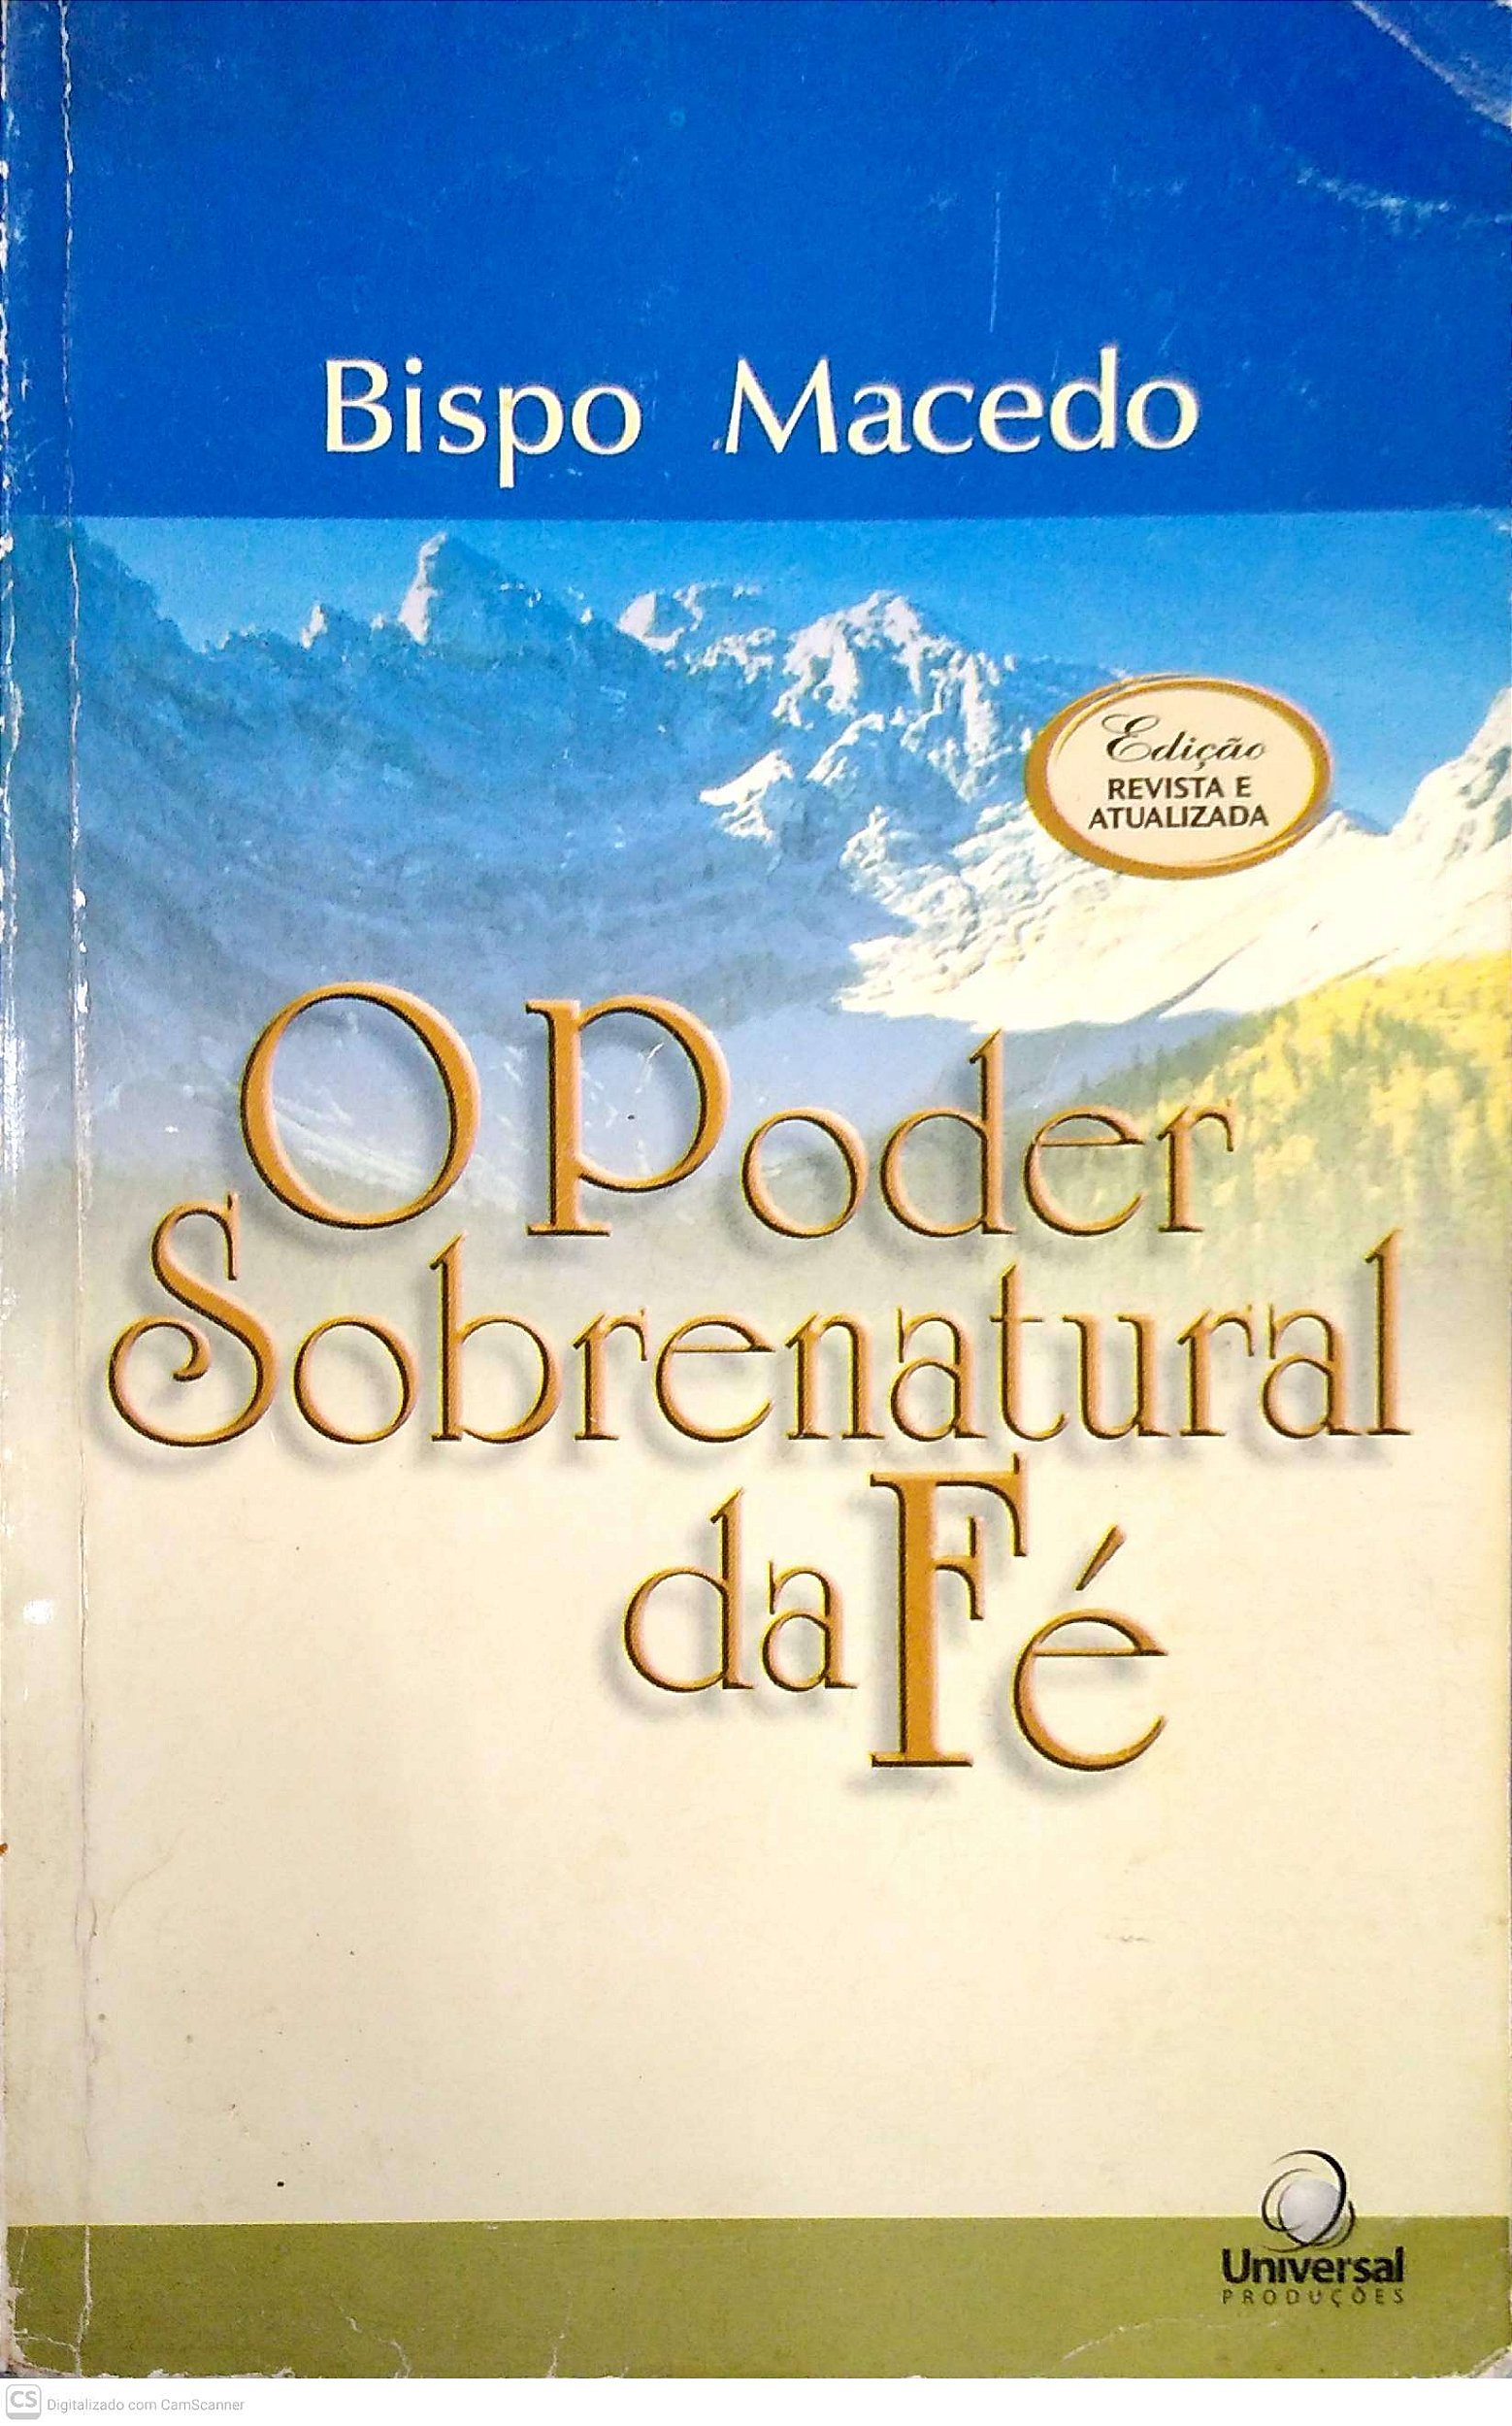 Bispo Macedo
Edição
REVISTA E
ATUALIZADA
O Poder
Sobrenatural
da Fé
Universal
PRODUÇÕES
CS Digitalizado com CamScanner